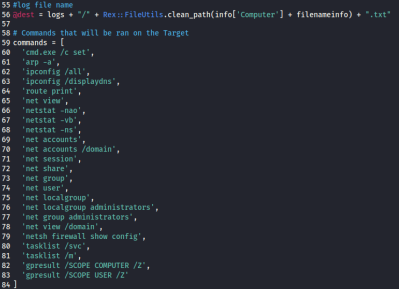 55 #log file name
56 @dest = logs + "/" + Rex::FileUtils.clean_path(info['Computer'] + filenameinfo) + ".txt"
57
58 # Commands that will be ran on the Target
59 commands = [
60 'cmd.exe /c set',
61 'arp -a',
62 'ipconfig /all',
63 'ipconfig /displaydns',
64 'route print',
65 'net view',
66 'netstat -nao',
67 'netstat -vb',
68 'netstat -ns',
69 'net accounts',
70 'net accounts /domain',
71 'net session',
72 'net share',
73 'net group',
74 'net user',
75 'net localgroup',
76 'net localgroup administrators',
77 'net group administrators',
78 'net view /domain',
79 'netsh firewall show config',
80 'tasklist /svc',
81 'tasklist /m',
82 'gpresult /SCOPE COMPUTER /Z',
83 'gpresult /SCOPE USER /Z'
84 ]